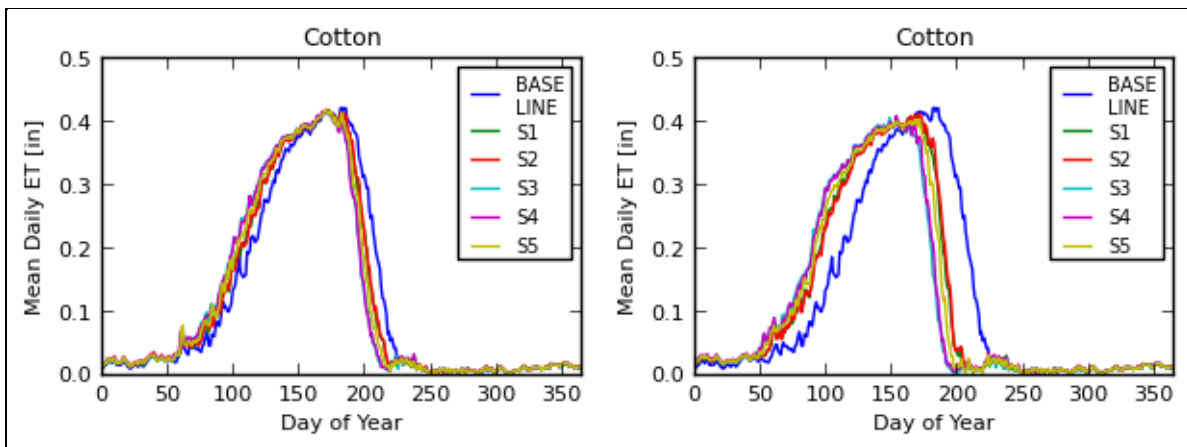 Cotton
0.5
0.4
0.3
0.2
0.1
0.0
Mean Daily ET [in]
0 50 100 150 200 250 300 350
Day of Year
BASE
LINE
S1
S2
S3
S4
S5
Cotton
0.5
0.4
0.3
0.2
0.1
0.0
Mean Daily ET [in]
0 50 100 150 200 250 300 350
Day of Year
BASE
LINE
S1
S2
S3
S4
S5